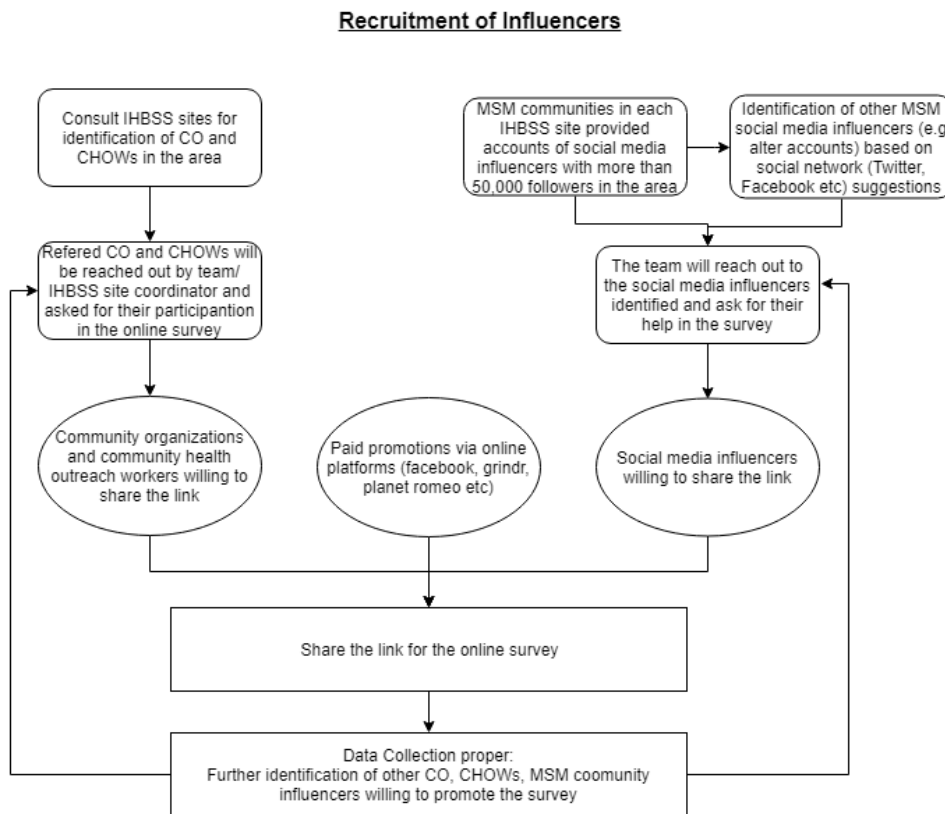 Recruitment of Influencers
Consult IHBSS sites for
identification of CO and
CHOWs in the area
MSM communities in each
IHBSS site provided
accounts of social media
influencers with more than
50,000 followers in the area
Identification of other MSM
social media influencers (e.g
alter accounts) based on
social network (Twitter,
Facebook etc) suggestions
Refered CO and CHOWs will
be reached out by team/
IHBSS site coordinator and
asked for their participantion
in the online survey
The team will reach out to
the social media influencers
identified and ask for their
help in the survey
Community organizations
and community health
outreach workers willing to
share the link
Paid promotions via online
platforms (facebook, grindr,
planet romeo etc)
Social media influencers
willing to share the link
Share the link for the online survey
Data Collection proper:
Further identification of other CO, CHOWs, MSM coomunity
influencers willing to promote the survey